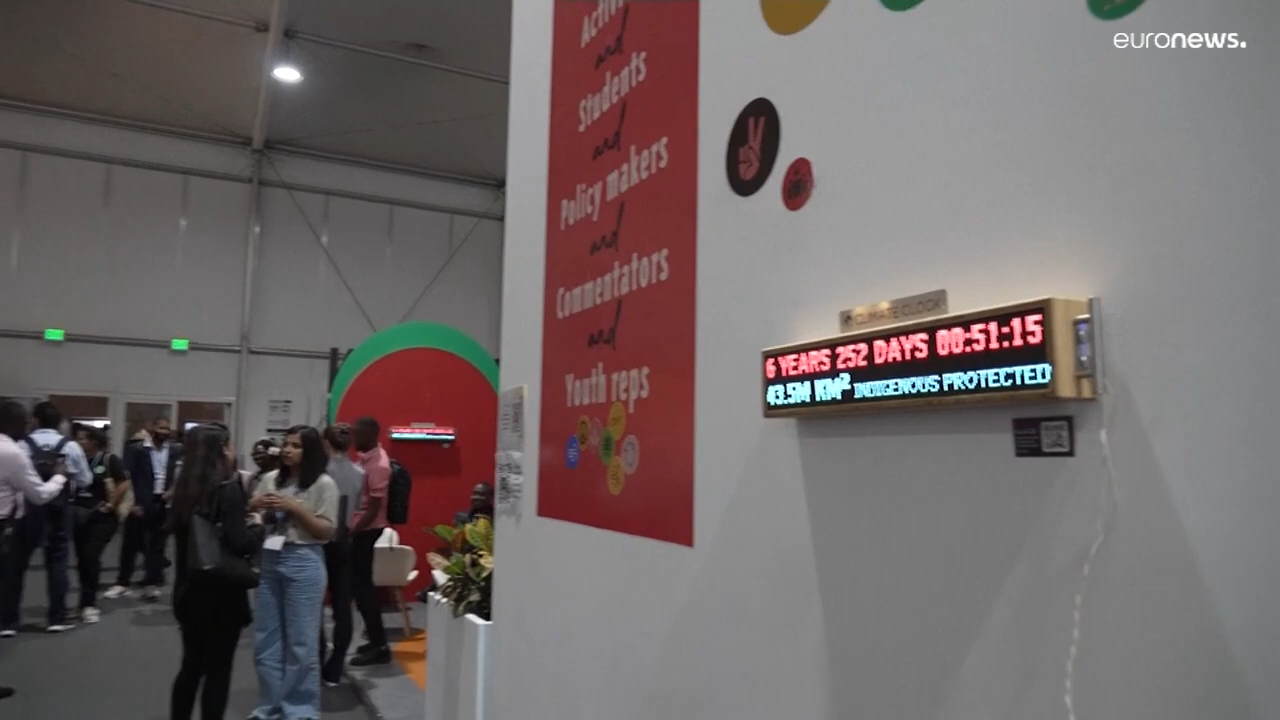 euronews.
and
Students
and
Policy makers
and
Commentators
and
Youth reps
CLIMATE CLOCK
6 YEARS 252 DAYS 00:51:15
43.5M KM² INDIGENOUS PROTECTED